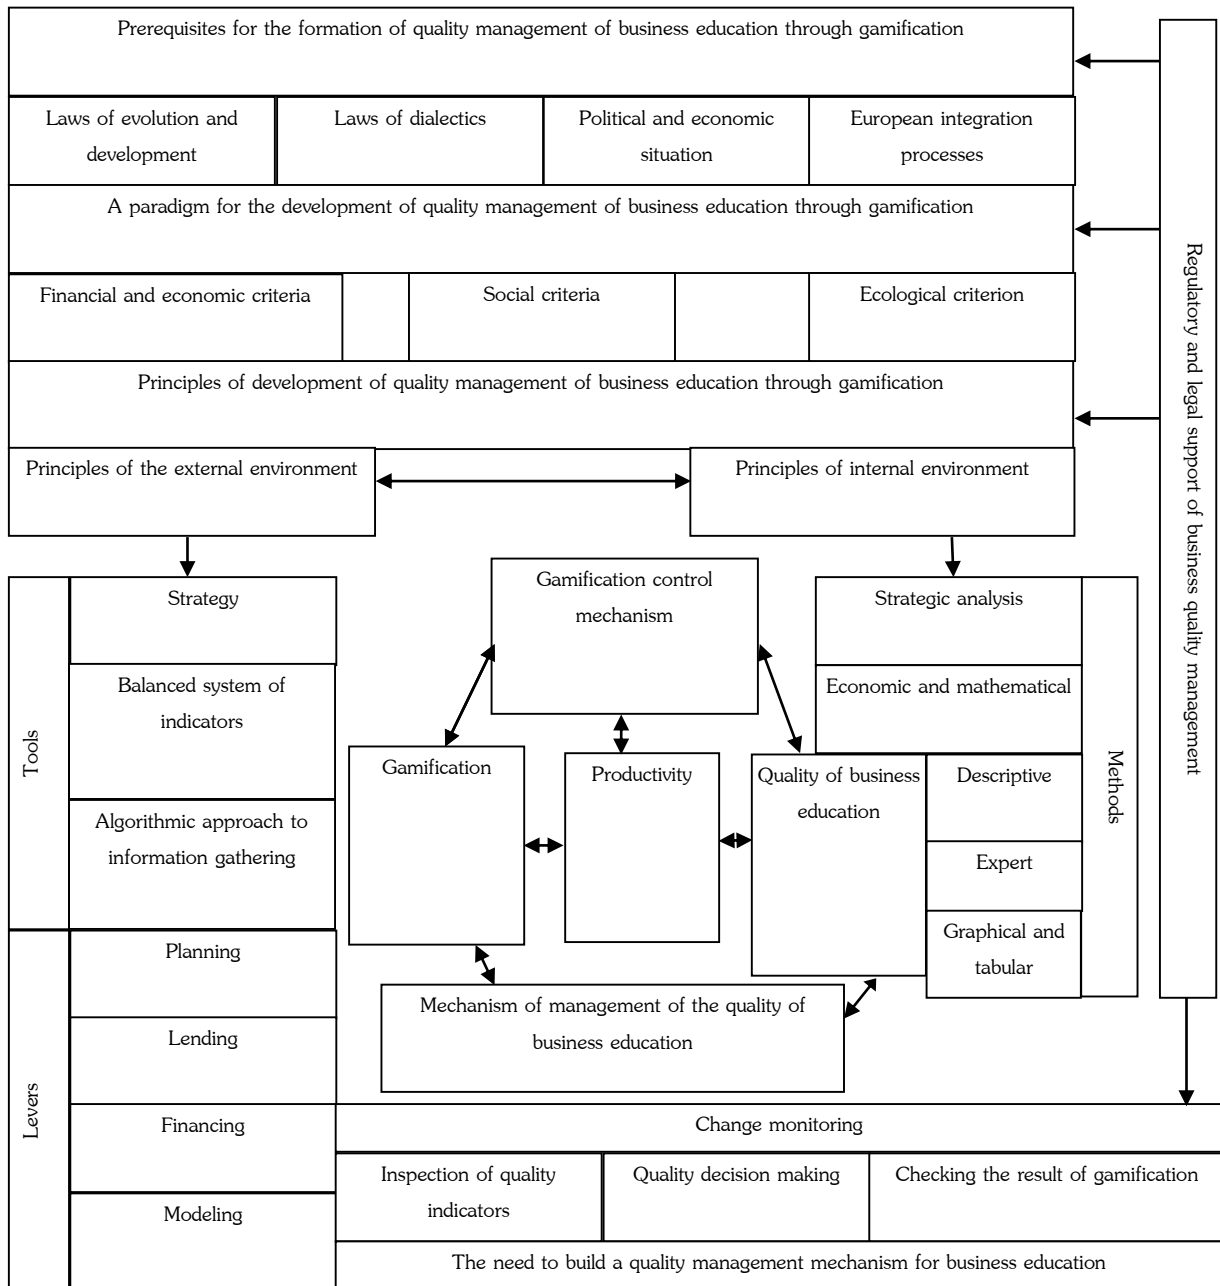 Prerequisites for the formation of quality management of business education through gamification
Laws of evolution and
development
Laws of dialectics
Political and economic
situation
European integration
processes
A paradigm for the development of quality management of business education through gamification
Financial and economic criteria
Social criteria
Ecological criterion
Principles of development of quality management of business education through gamification
Principles of the external environment
Principles of internal environment
Regulatory and legal support of business quality management
Tools
Strategy
Balanced system of
indicators
Algorithmic approach to
information gathering
Gamification control
mechanism
Gamification
Productivity
Quality of business
education
Mechanism of management of the quality of
business education
Strategic analysis
Economic and mathematical
Descriptive
Expert
Graphical and
tabular
Methods
Levers
Planning
Lending
Financing
Modeling
Change monitoring
Inspection of quality
indicators
Quality decision making
Checking the result of gamification
The need to build a quality management mechanism for business education